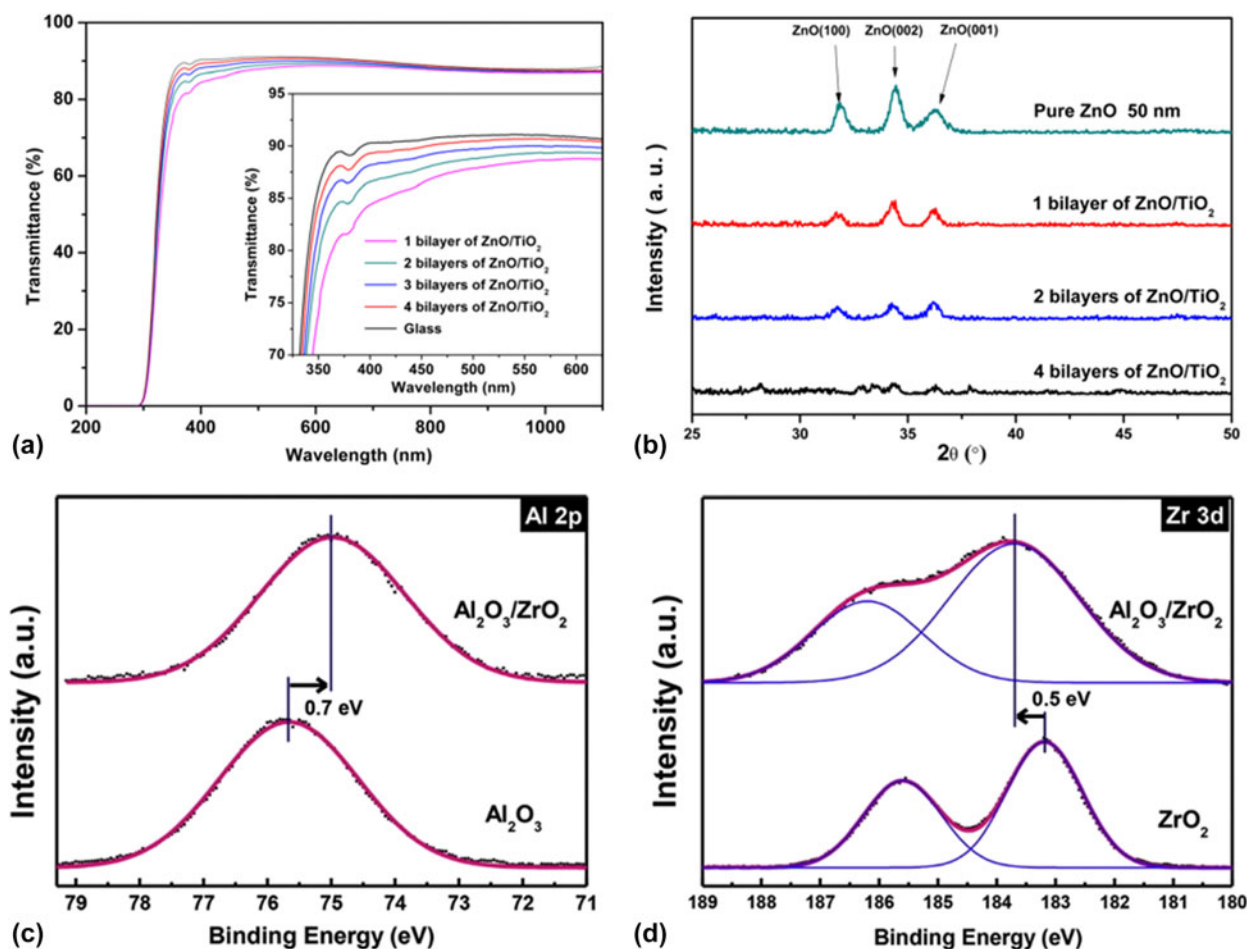 100
80
60
40
20
0
Transmittance (%)
200
400
600
800
1000
Wavelength (nm)
95
90
85
80
75
70
Transmittance (%)
1 bilayer of ZnO/TiO₂
2 bilayers of ZnO/TiO₂
3 bilayers of ZnO/TiO₂
4 bilayers of ZnO/TiO₂
Glass
350 400 450 500 550 600
Wavelength (nm)
(a)
ZnO(100)
ZnO(002)
ZnO(001)
Pure ZnO 50 nm
1 bilayer of ZnO/TiO₂
2 bilayers of ZnO/TiO₂
4 bilayers of ZnO/TiO₂
Intensity ( a. u. )
25 30 35 40 45 50
2θ (°)
(b)
Al 2p
Al₂O₃/ZrO₂
0.7 eV
Al₂O₃
Intensity (a.u.)
79 78 77 76 75 74 73 72 71
Binding Energy (eV)
(c)
Zr 3d
Al₂O₃/ZrO₂
0.5 eV
ZrO₂
Intensity (a.u.)
189 188 187 186 185 184 183 182 181 180
Binding Energy (eV)
(d)